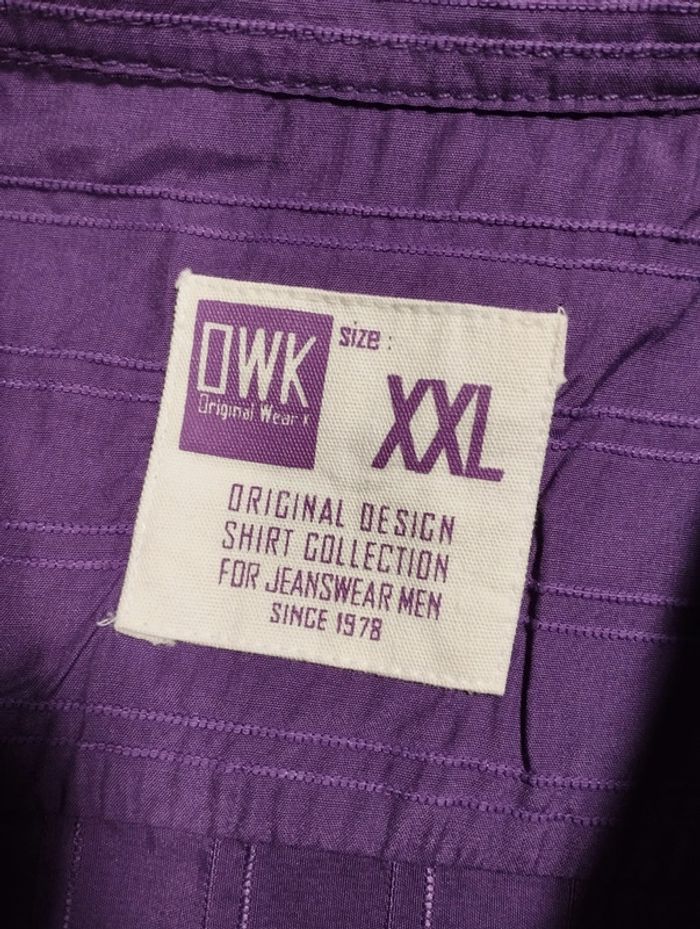 OWK
Original Wear X
size :
XXL
ORIGINAL DESIGN
SHIRT COLLECTION
FOR JEANSWEAR MEN
SINCE 1978